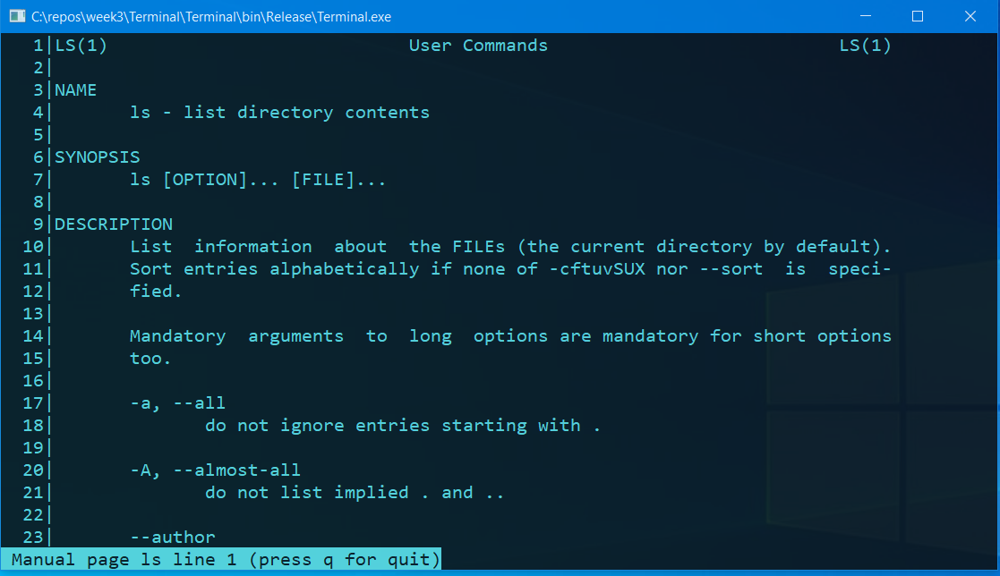 C:\repos\week3\Terminal\Terminal\bin\Release\Terminal.exe
1|LS(1)                            User Commands                           LS(1)
2|
3|NAME
4|       ls - list directory contents
5|
6|SYNOPSIS
7|       ls [OPTION]... [FILE]...
8|
9|DESCRIPTION
10|       List  information  about  the FILEs (the current directory by default).
11|       Sort entries alphabetically if none of -cftuvSUX nor --sort  is  speci-
12|       fied.
13|
14|       Mandatory  arguments  to  long  options are mandatory for short options
15|       too.
16|
17|       -a, --all
18|              do not ignore entries starting with .
19|
20|       -A, --almost-all
21|              do not list implied . and ..
22|
23|       --author
Manual page ls line 1 (press q for quit)